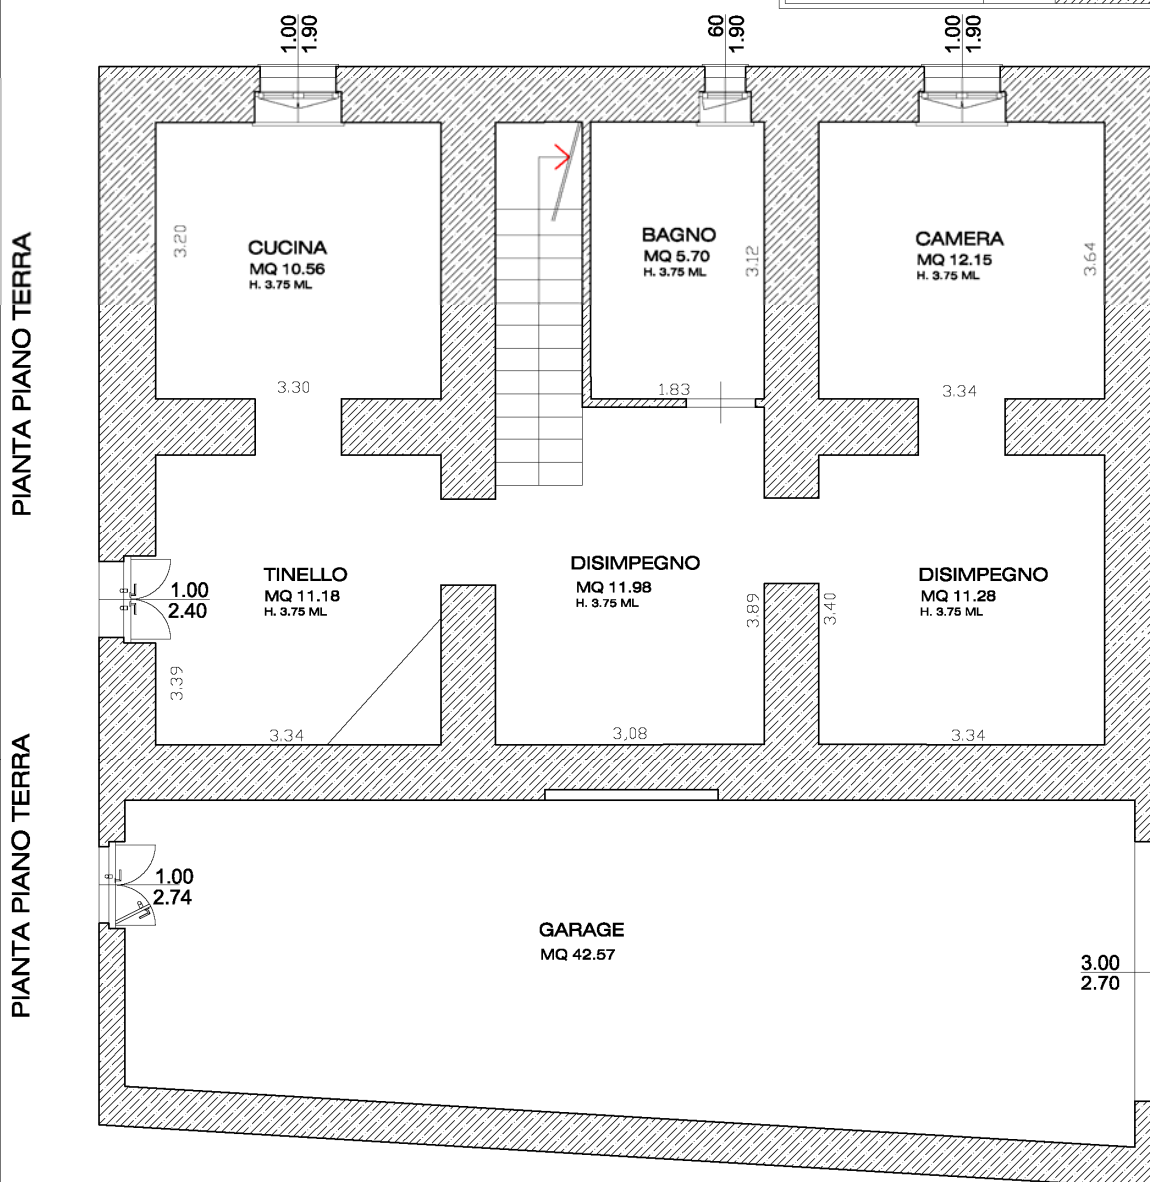 1.00
1.90
60
1.90
1.00
1.90
PIANTA PIANO TERRA
CUCINA
MQ 10.56
H. 3.75 ML
3.20
3.30
BAGNO
MQ 5.70
H. 3.75 ML
3.12
1.83
CAMERA
MQ 12.15
H. 3.75 ML
3.64
3.34
TINELLO
MQ 11.18
H. 3.75 ML
1.00
2.40
3.39
3.34
DISIMPEGNO
MQ 11.98
H. 3.75 ML
3.89
3,08
DISIMPEGNO
MQ 11.28
H. 3.75 ML
3.40
3.34
PIANTA PIANO TERRA
1.00
2.74
GARAGE
MQ 42.57
3.00
2.70